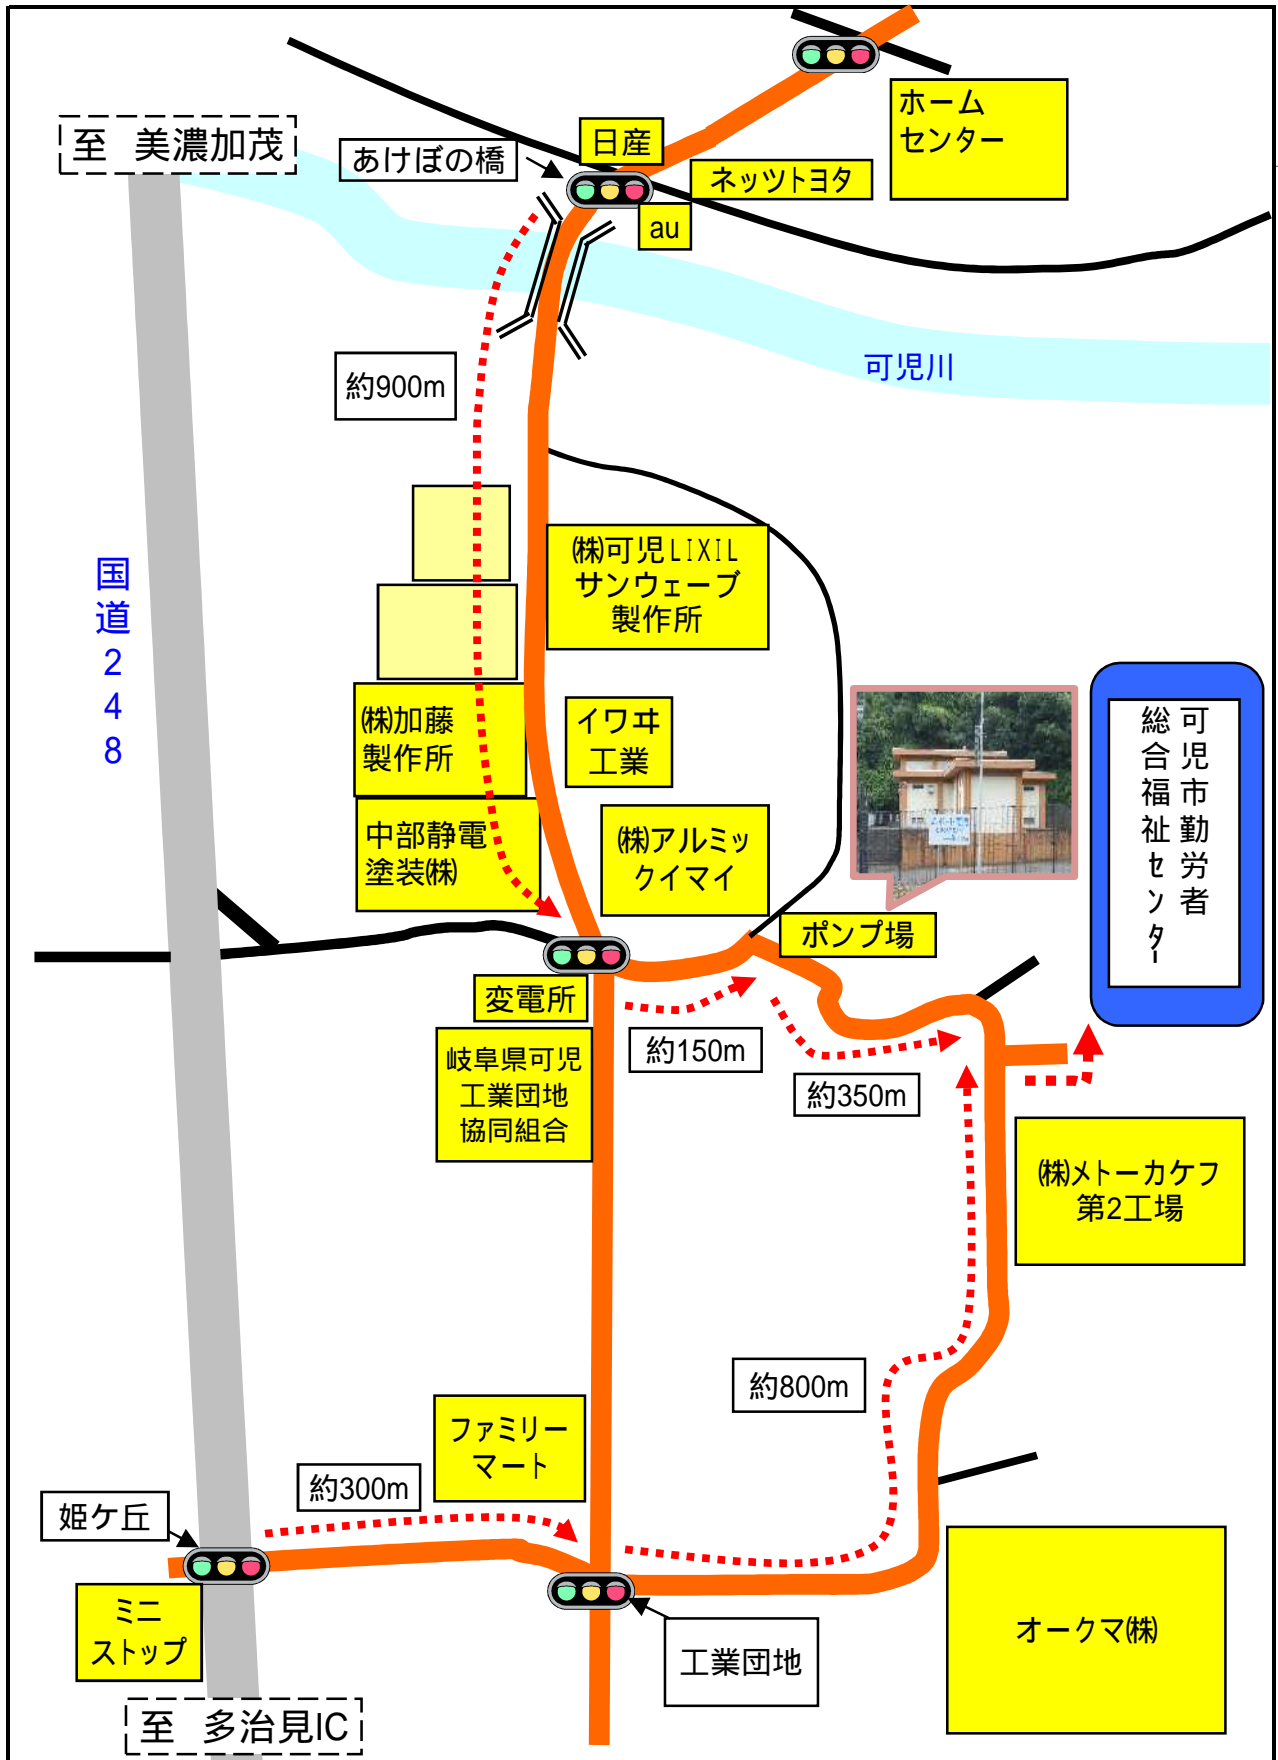 ホーム
センター
至 美濃加茂
日産
あけぼの橋
ネッツトヨタ
au
可児川
約900m
㈱可児LIXIL
サンウェーブ
製作所
国道248
㈱加藤
製作所
イワヰ
工業
可児市勤労者
総合福祉センター
中部静電
塗装㈱
㈱アルミッ
クイマイ
ポンプ場
変電所
約150m
岐阜県可児
工業団地
協同組合
約350m
㈱メトーカケフ
第2工場
約800m
ファミリー
マート
約300m
姫ケ丘
ミニ
ストップ
工業団地
オークマ㈱
至 多治見IC